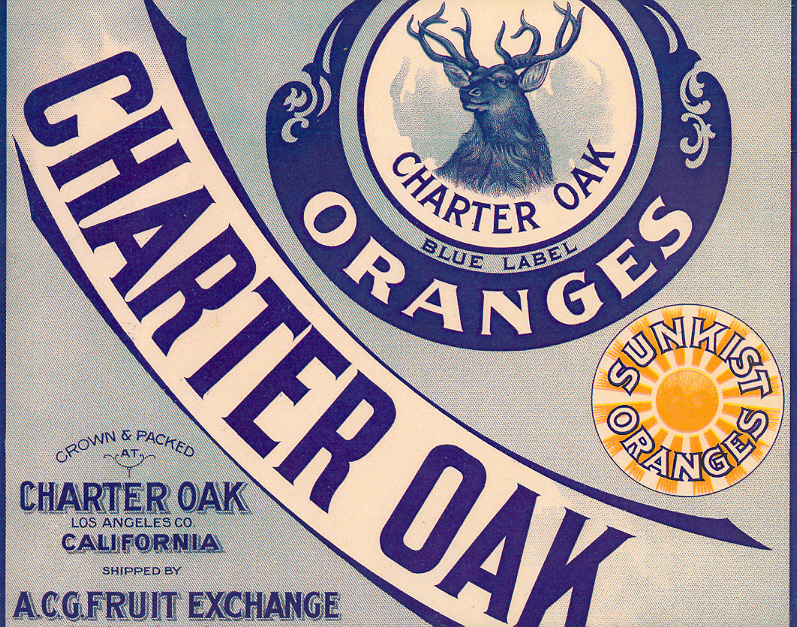 CHARTER OAK
BLUE LABEL
ORANGES
CHARTER OAK
SUNKIST
ORANGES
CROWN & PACKED
AT
CHARTER OAK
LOS ANGELES CO.
CALIFORNIA
SHIPPED BY
A.C.G. FRUIT EXCHANGE